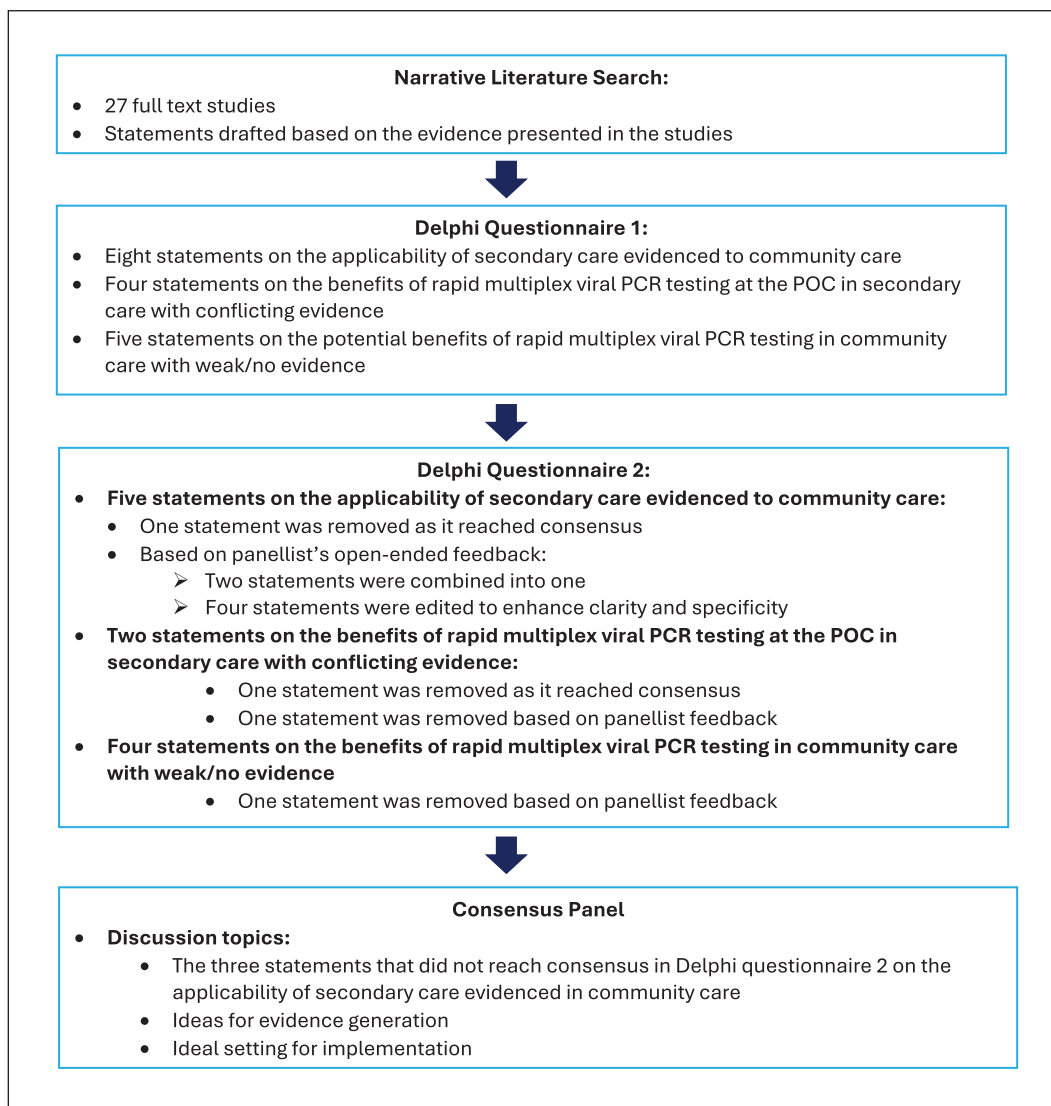 Narrative Literature Search:
• 27 full text studies
• Statements drafted based on the evidence presented in the studies
Delphi Questionnaire 1:
• Eight statements on the applicability of secondary care evidenced to community care
• Four statements on the benefits of rapid multiplex viral PCR testing at the POC in secondary
care with conflicting evidence
• Five statements on the potential benefits of rapid multiplex viral PCR testing in community
care with weak/no evidence
Delphi Questionnaire 2:
• Five statements on the applicability of secondary care evidenced to community care:
• One statement was removed as it reached consensus
• Based on panellist's open-ended feedback:
➢ Two statements were combined into one
➢ Four statements were edited to enhance clarity and specificity
• Two statements on the benefits of rapid multiplex viral PCR testing at the POC in
secondary care with conflicting evidence:
• One statement was removed as it reached consensus
• One statement was removed based on panellist feedback
• Four statements on the benefits of rapid multiplex viral PCR testing in community care
with weak/no evidence
• One statement was removed based on panellist feedback
Consensus Panel
• Discussion topics:
• The three statements that did not reach consensus in Delphi questionnaire 2 on the
applicability of secondary care evidenced in community care
• Ideas for evidence generation
• Ideal setting for implementation